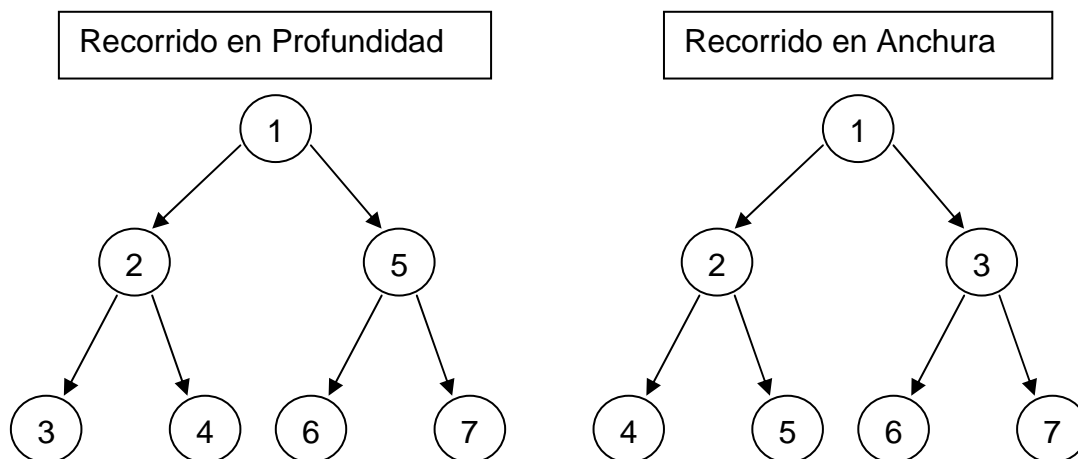 Recorrido en Profundidad
1
2 5
3 4 6 7
Recorrido en Anchura
1
2 3
4 5 6 7